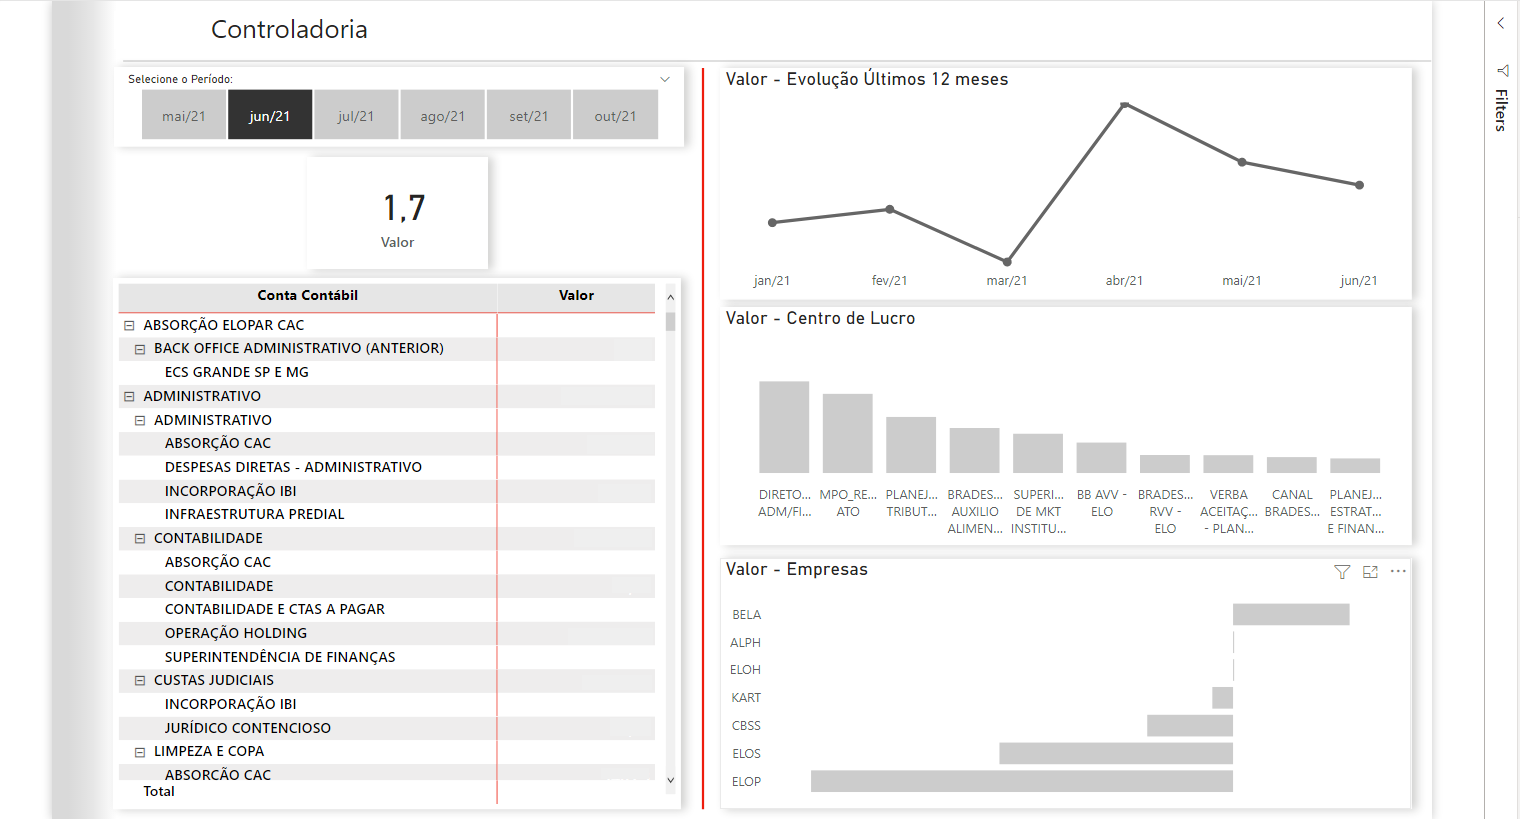 Controladoria
Selecione o Período:
mai/21 jun/21 jul/21 ago/21 set/21 out/21
1,7
Valor
Conta Contábil Valor
ABSORÇÃO ELOPAR CAC
BACK OFFICE ADMINISTRATIVO (ANTERIOR)
ECS GRANDE SP E MG
ADMINISTRATIVO
ADMINISTRATIVO
ABSORÇÃO CAC
DESPESAS DIRETAS - ADMINISTRATIVO
INCORPORAÇÃO IBI
INFRAESTRUTURA PREDIAL
CONTABILIDADE
ABSORÇÃO CAC
CONTABILIDADE
CONTABILIDADE E CTAS A PAGAR
OPERAÇÃO HOLDING
SUPERINTENDÊNCIA DE FINANÇAS
CUSTAS JUDICIAIS
INCORPORAÇÃO IBI
JURÍDICO CONTENCIOSO
LIMPEZA E COPA
ABSORÇÃO CAC
Total
Valor - Evolução Últimos 12 meses
jan/21 fev/21 mar/21 abr/21 mai/21 jun/21
Valor - Centro de Lucro
DIRETO... MPO_RE... PLANEJ... BRADES... SUPERI... BB AVV - BRADES... VERBA CANAL PLANEJ...
ADM/FI... ATO TRIBUT... AUXILIO DE MKT ELO RVV - ACEITAÇ... BRADES... ESTRAT...
ALIMEN... INSTITU... ELO - PLAN... E FINAN...
Valor - Empresas
BELA
ALPH
ELOH
KART
CBSS
ELOS
ELOP
Filters